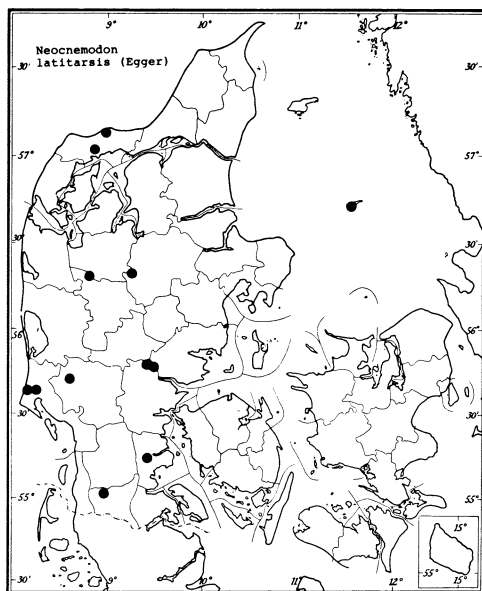 9° 10° 11° 12°
Neocnemodon
latitarsis (Egger)
30′ 30′
57° 57°
30′ 30′
56° 56°
30′ 30′
55° 55°
15°
55° 15°
30′ 30′
9° 10° 11° 12°